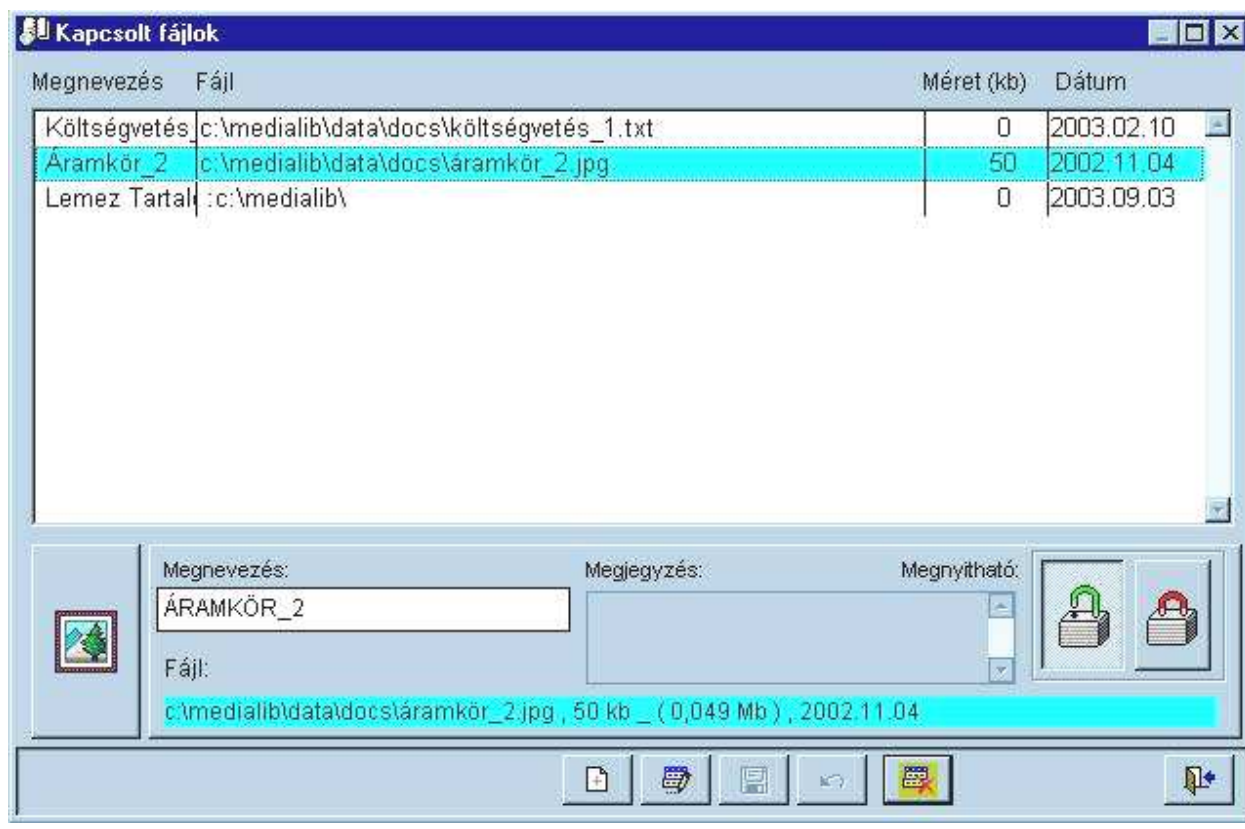 Kapcsolt fájlok
Megnevezés Fájl Méret (kb) Dátum
Költségvetés_ c:\medialib\data\docs\költségvetés_1.txt 0 2003.02.10
Áramkör_2 c:\medialib\data\docs\áramkör_2.jpg 50 2002.11.04
Lemez :c:\medialib\ 0 2003.09.03
Megnevezés: Megjegyzés: Megnyitható:
ÁRAMKÖR_2
Fájl:
c:\medialib\data\docs\áramkör_2.jpg , 50 kb _ ( 0,049 Mb ) , 2002.11.04